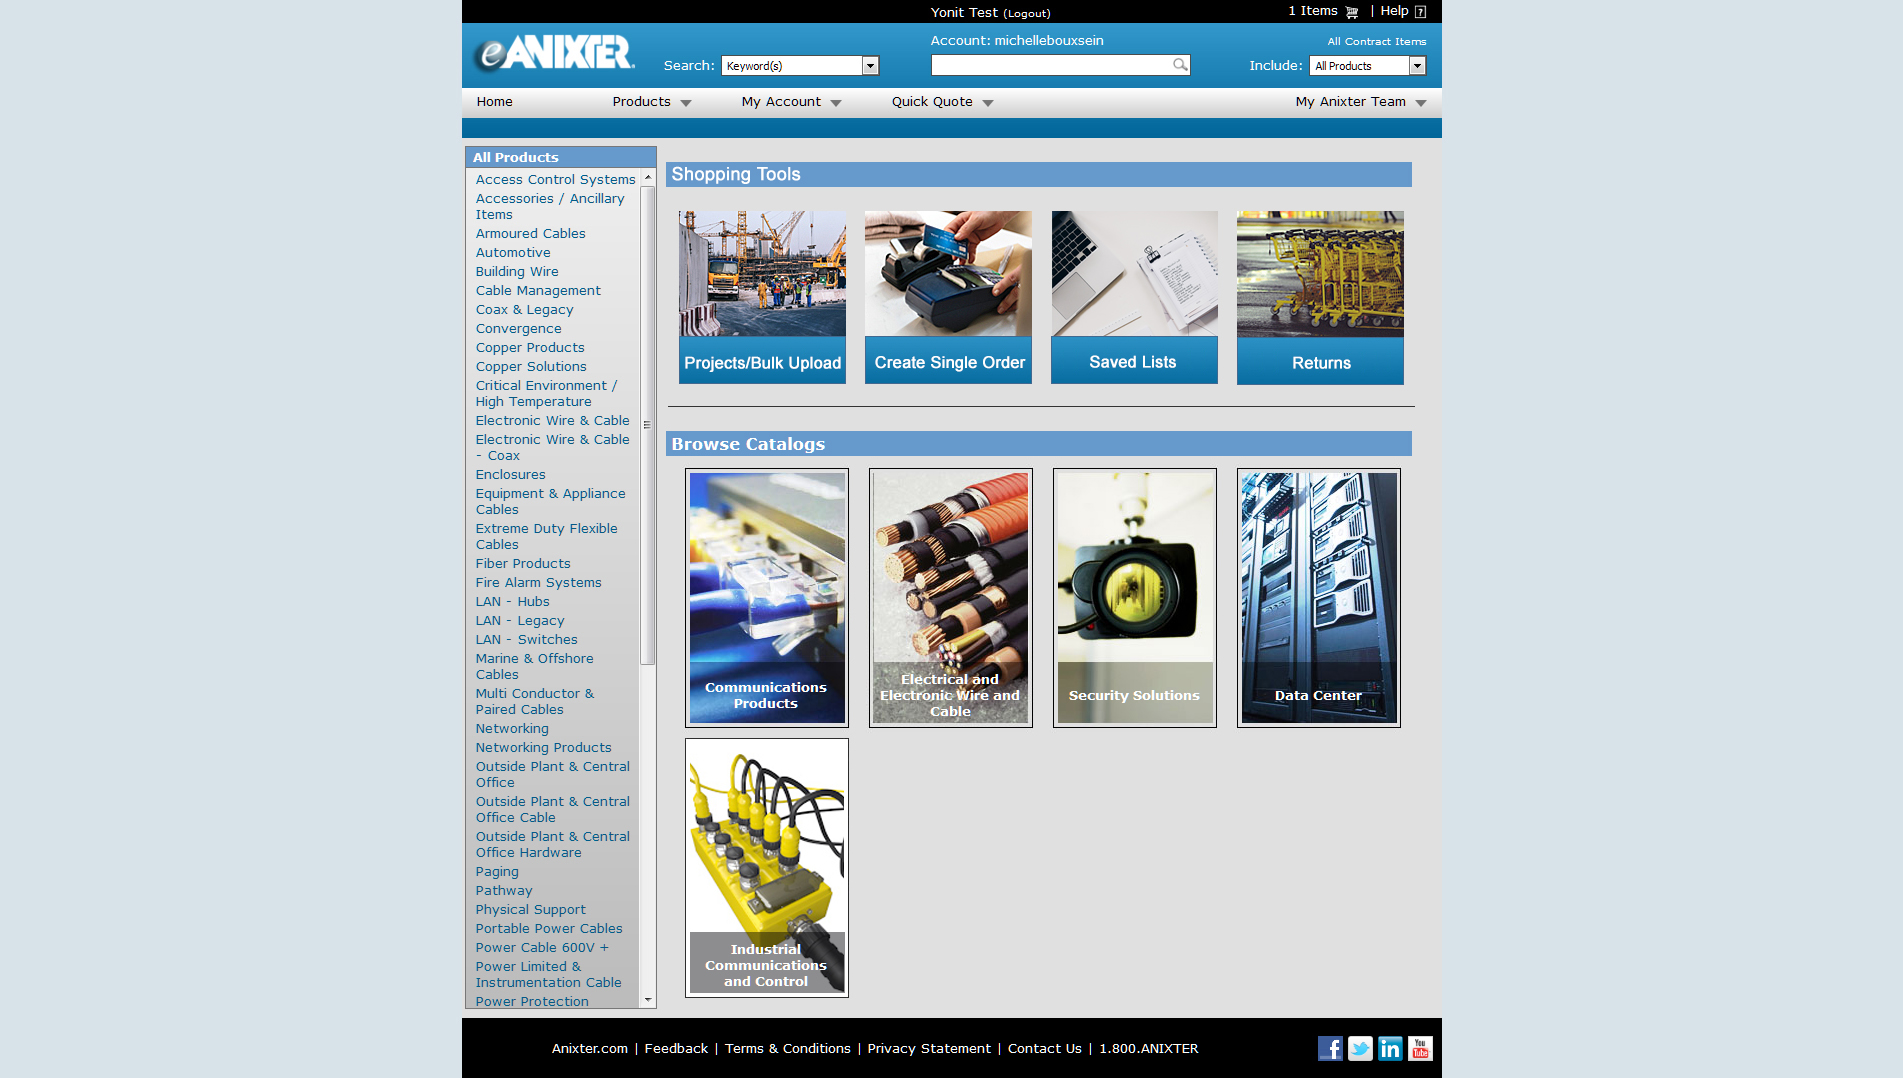 Yonit Test (Logout)
1 Items | Help ?
eANIXTER
Account: michellebouxsein
All Contract Items
Search: Keyword(s)
Include: All Products
Home Products My Account Quick Quote My Anixter Team
All Products
Access Control Systems
Accessories / Ancillary
Items
Armoured Cables
Automotive
Building Wire
Cable Management
Coax & Legacy
Convergence
Copper Products
Copper Solutions
Critical Environment /
High Temperature
Electronic Wire & Cable
Electronic Wire & Cable
- Coax
Enclosures
Equipment & Appliance
Cables
Extreme Duty Flexible
Cables
Fiber Products
Fire Alarm Systems
LAN - Hubs
LAN - Legacy
LAN - Switches
Marine & Offshore
Cables
Multi Conductor &
Paired Cables
Networking
Networking Products
Outside Plant & Central
Office
Outside Plant & Central
Office Cable
Outside Plant & Central
Office Hardware
Paging
Pathway
Physical Support
Portable Power Cables
Power Cable 600V +
Power Limited &
Instrumentation Cable
Power Protection
Shopping Tools
Projects/Bulk Upload
Create Single Order
Saved Lists
Returns
Browse Catalogs
Communications
Products
Electrical and
Electronic Wire and
Cable
Security Solutions
Data Center
Industrial
Communications
and Control
Anixter.com | Feedback | Terms & Conditions | Privacy Statement | Contact Us | 1.800.ANIXTER
f
in
You
Tube